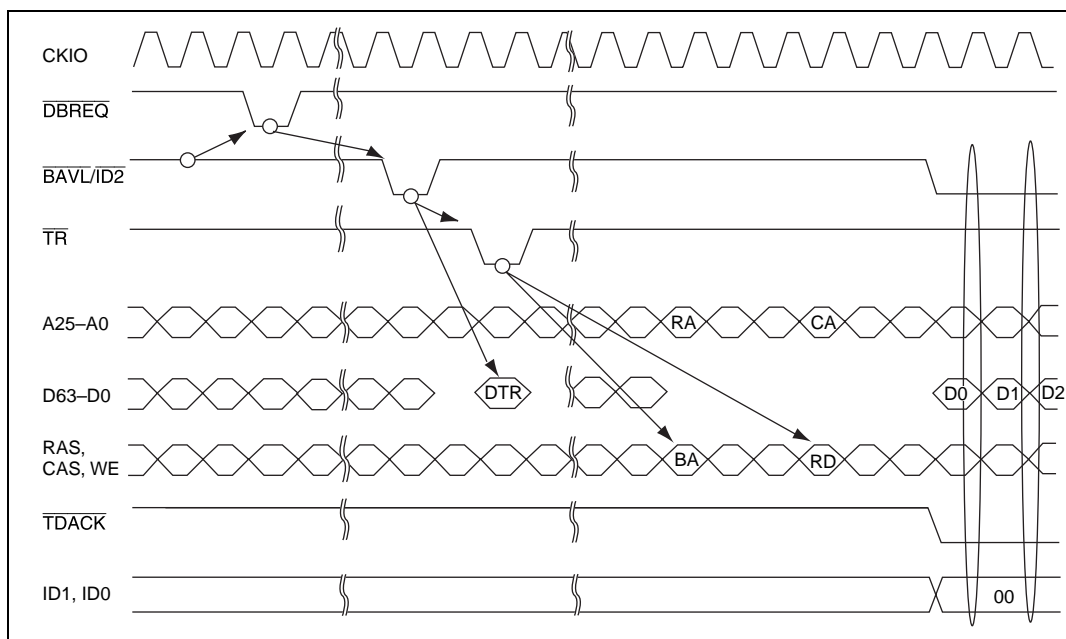 CKIO
DBREQ
BAVL/ID2
TR
A25–A0 RA CA
D63–D0 DTR D0 D1 D2
RAS,
CAS, WE BA RD
TDACK
ID1, ID0 00